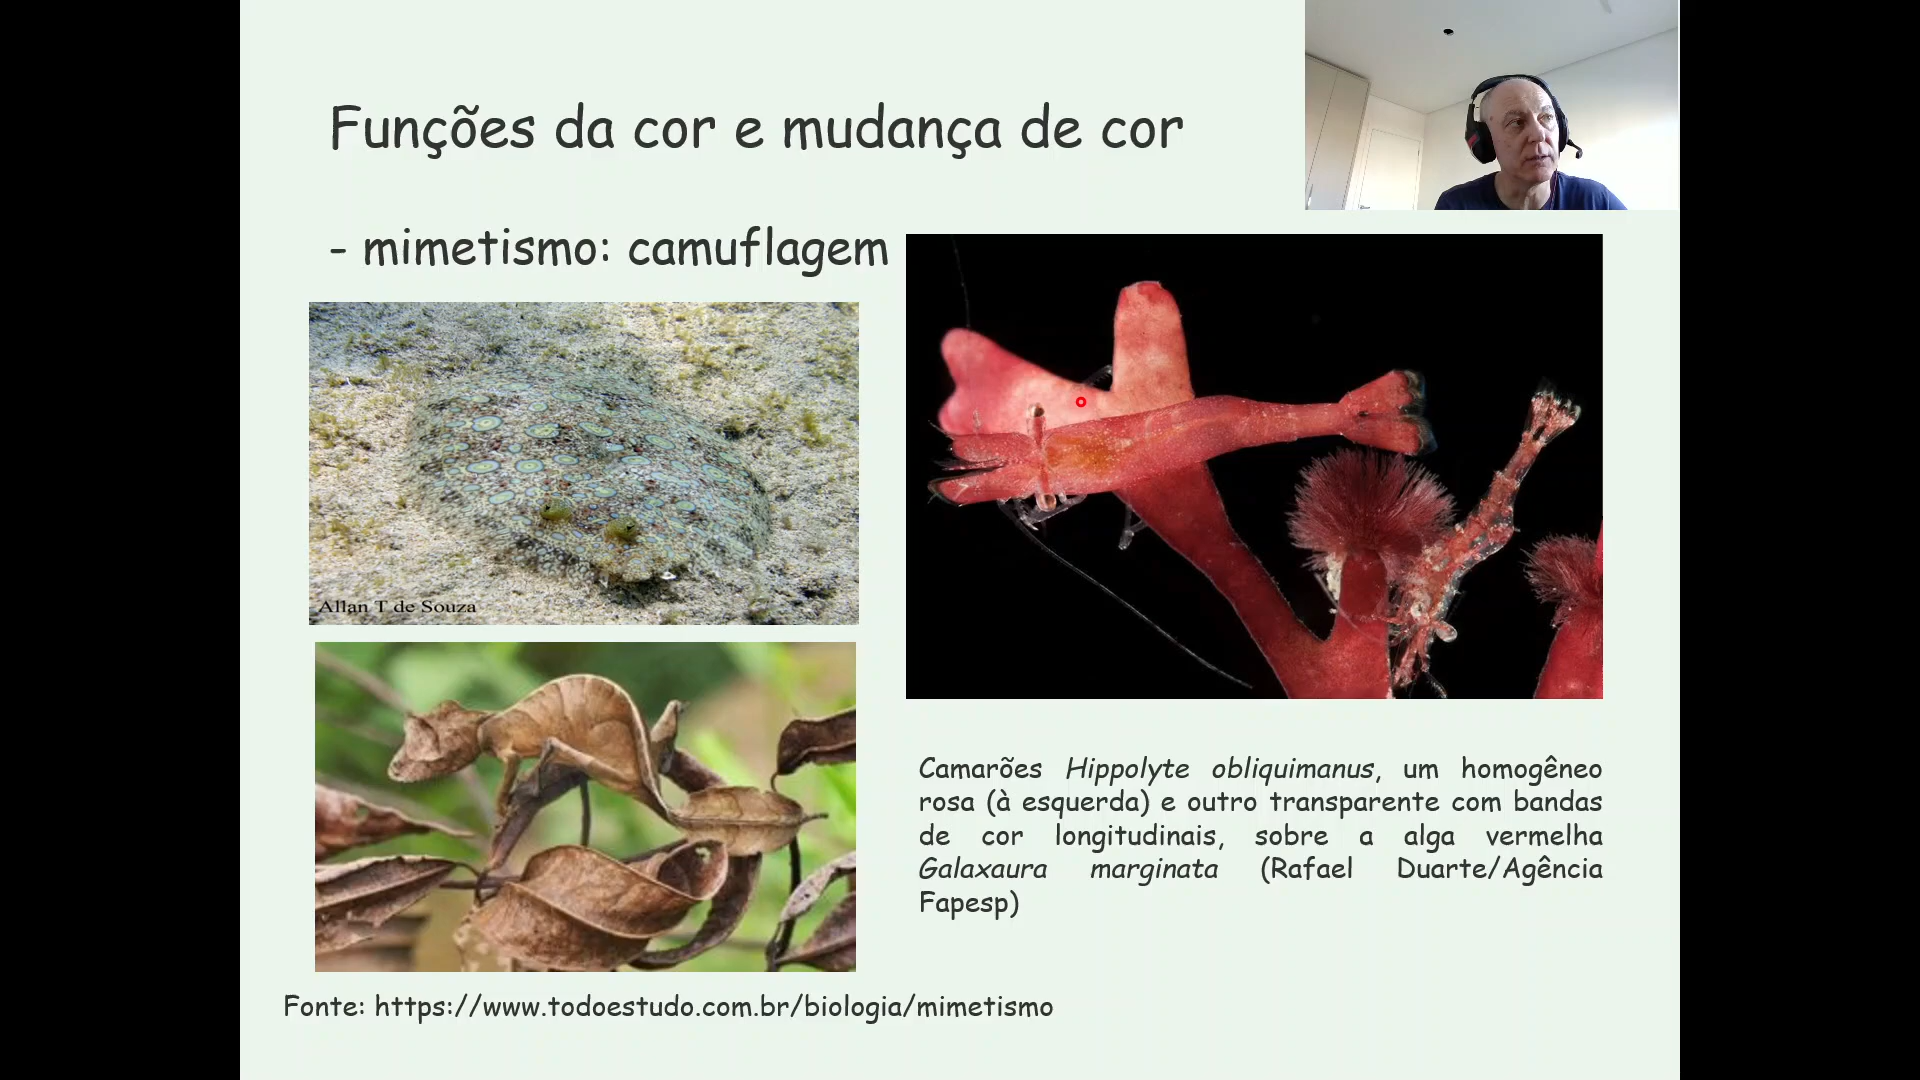 Funções da cor e mudança de cor
- mimetismo: camuflagem
Allan T de Souza
Camarões Hippolyte obliquimanus, um homogêneo
rosa (à esquerda) e outro transparente com bandas
de cor longitudinais, sobre a alga vermelha
Galaxaura marginata (Rafael Duarte/Agência
Fapesp)
Fonte: https://www.todoestudo.com.br/biologia/mimetismo